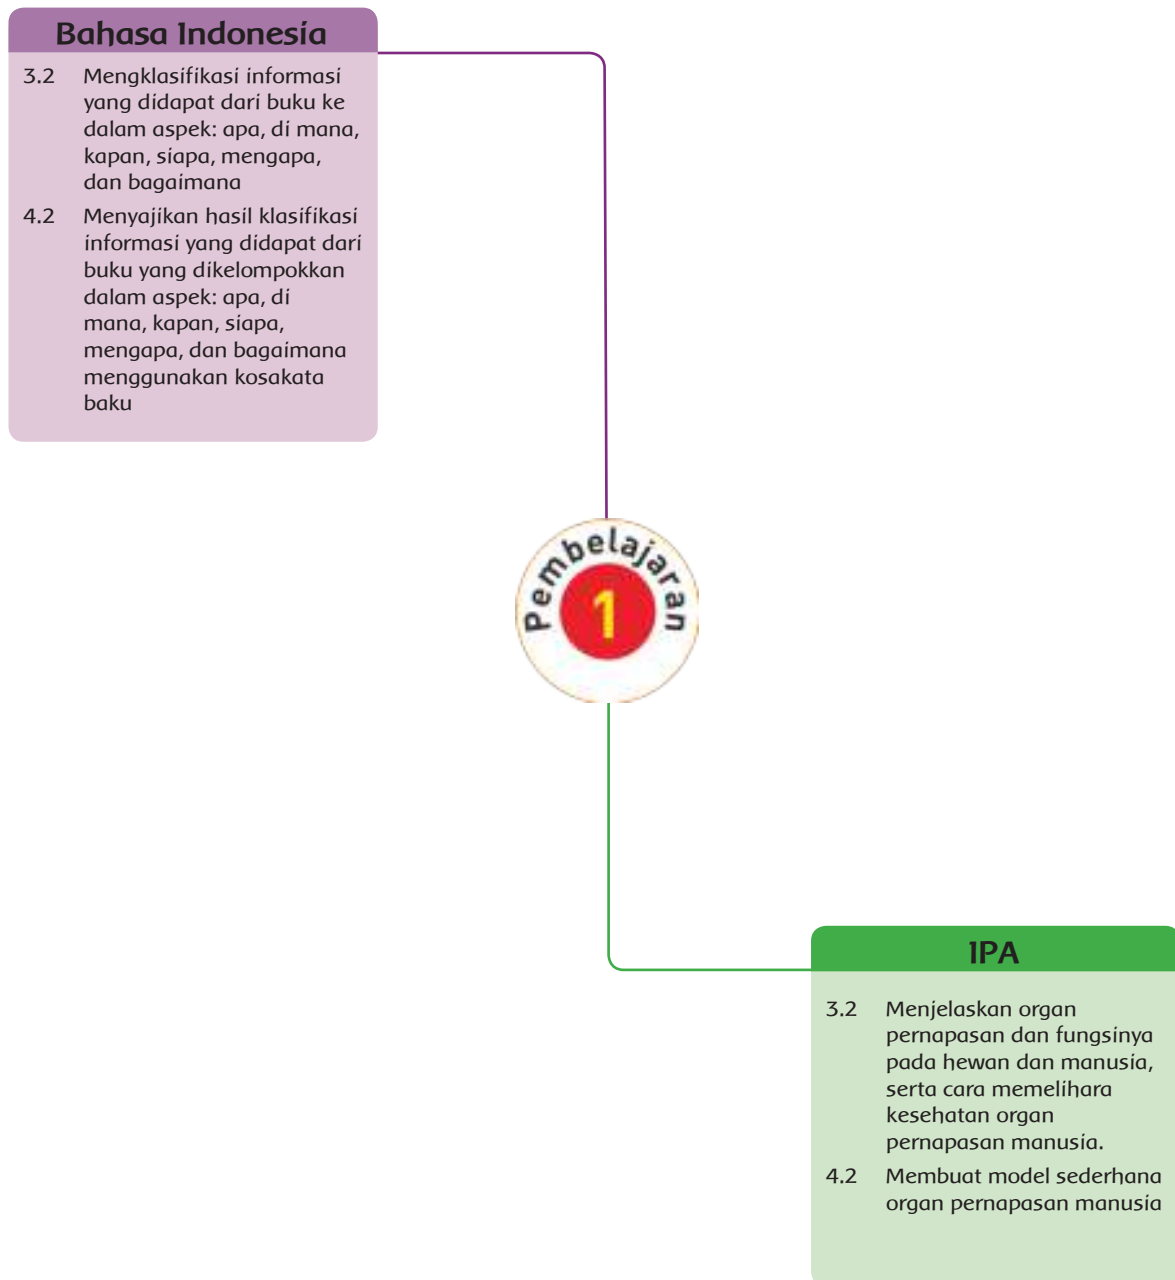 Bahasa Indonesia
3.2 Mengklasifikasi informasi
yang didapat dari buku ke
dalam aspek: apa, di mana,
kapan, siapa, mengapa,
dan bagaimana
4.2 Menyajikan hasil klasifikasi
informasi yang didapat dari
buku yang dikelompokkan
dalam aspek: apa, di
mana, kapan, siapa,
mengapa, dan bagaimana
menggunakan kosakata
baku
Pembelajaran
1
IPA
3.2 Menjelaskan organ
pernapasan dan fungsinya
pada hewan dan manusia,
serta cara memelihara
kesehatan organ
pernapasan manusia.
4.2 Membuat model sederhana
organ pernapasan manusia